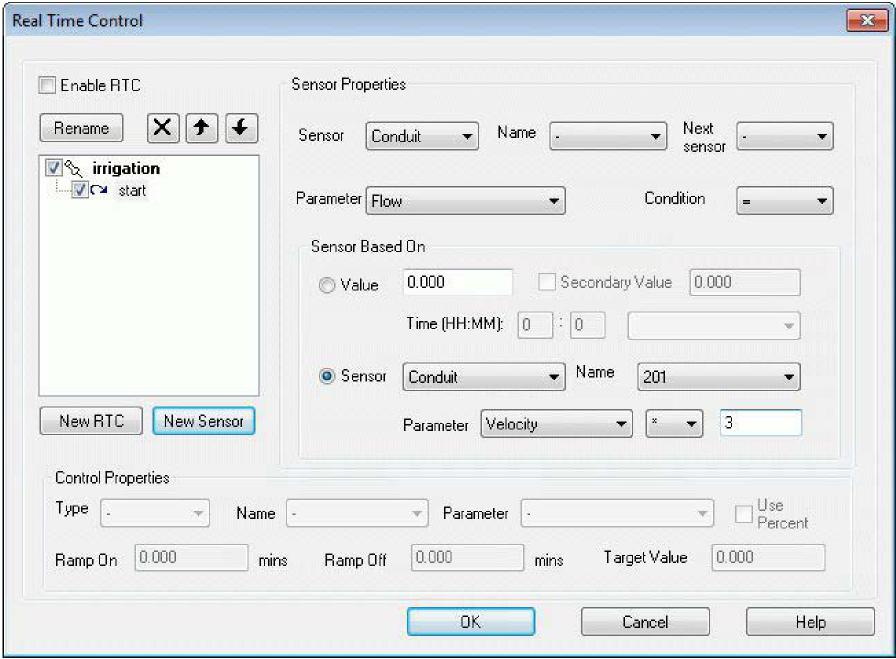 Real Time Control
Enable RTC
Rename
irrigation
start
New RTC
New Sensor
Sensor Properties
Sensor
Conduit
Name
-
Next sensor
-
Parameter
Flow
Condition
=
Sensor Based On
Value
0.000
Secondary Value
0.000
Time (HH:MM):
0
:
0
Sensor
Conduit
Name
201
Parameter
Velocity
*
3
Control Properties
Type
-
Name
-
Parameter
-
Use Percent
Ramp On
0.000
mins
Ramp Off
0.000
mins
Target Value
0.000
OK
Cancel
Help